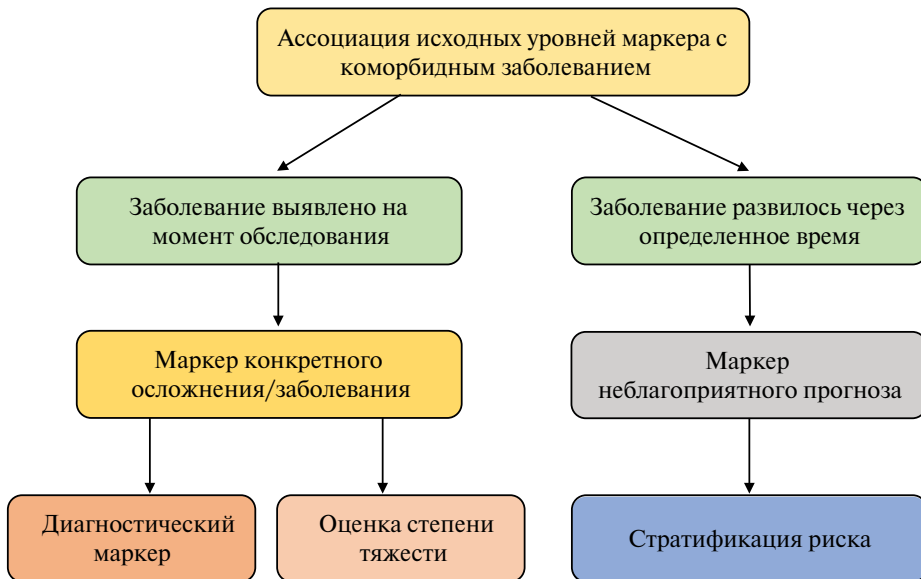 Ассоциация исходных уровней маркера с
коморбидным заболеванием
Заболевание выявлено на
момент обследования
Заболевание развилось через
определенное время
Маркер конкретного
осложнения/заболевания
Маркер
неблагоприятного прогноза
Диагностический
маркер
Оценка степени
тяжести
Стратификация риска